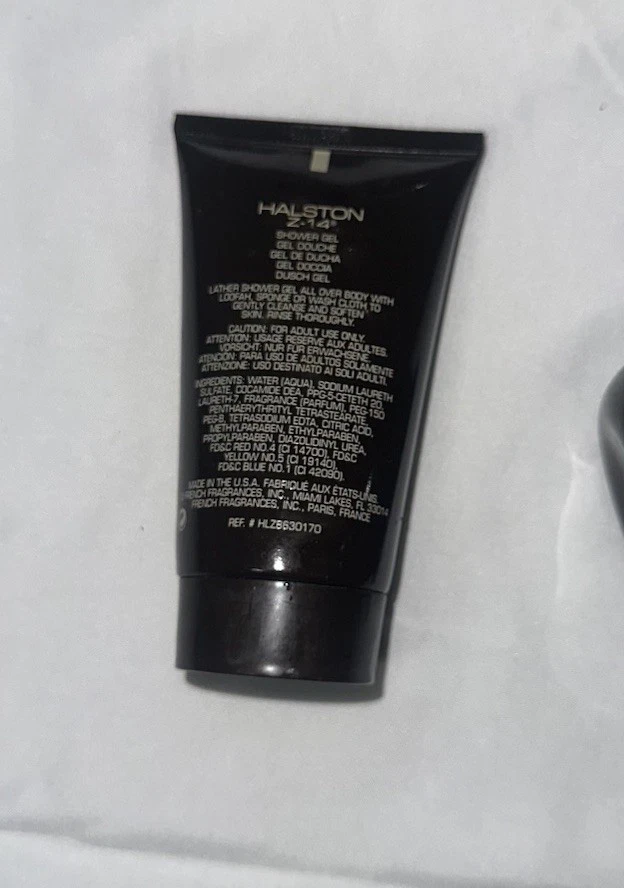 HALSTON
Z-14®
SHOWER GEL
GEL DOUCHE
GEL DE DUCHA
GEL DOCCIA
DUSCH GEL
LATHER SHOWER GEL ALL OVER BODY WITH
LOOFAH, SPONGE OR WASH CLOTH, TO
GENTLY CLEANSE AND SOFTEN
SKIN. RINSE THOROUGHLY.
CAUTION: FOR ADULT USE ONLY.
ATTENTION: USAGE RESERVE AUX ADULTES.
VORSICHT: NUR FÜR ERWACHSENE.
ATENCIÓN: PARA USO DE ADULTOS SOLAMENTE
ATTENZIONE: USO DESTINATO AI SOLI ADULTI.
INGREDIENTS: WATER (AQUA), SODIUM LAURETH
SULFATE, COCAMIDE DEA, PPG-5-CETETH 20,
LAURETH-7, FRAGRANCE (PARFUM), PEG-150
PENTHAERYTHRITYL TETRASTEARATE,
PEG-8, TETRASODIUM EDTA, CITRIC ACID,
METHYLPARABEN, ETHYLPARABEN,
PROPYLPARABEN, DIAZOLIDINYL UREA,
FD&C RED NO.4 (CI 14700), FD&C
YELLOW NO.5 (CI 19140),
FD&C BLUE NO.1 (CI 42090).
MADE IN THE U.S.A. FABRIQUÉ AUX ÉTATS-UNIS.
FRENCH FRAGRANCES, INC., MIAMI LAKES, FL 33014
FRENCH FRAGRANCES, INC., PARIS, FRANCE
REF. # HLZB630170